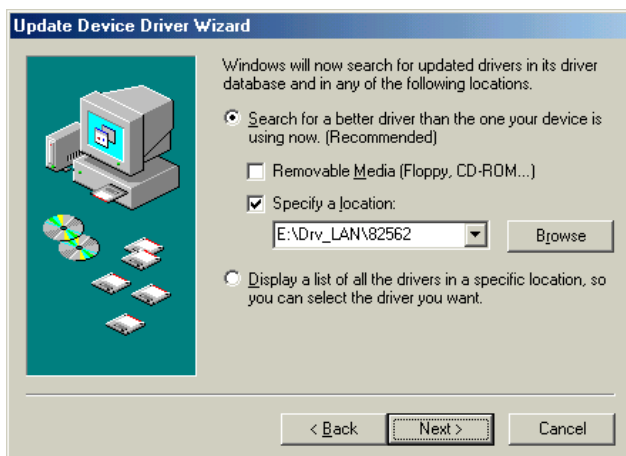 Update Device Driver Wizard
Windows will now search for updated drivers in its driver
database and in any of the following locations.
Search for a better driver than the one your device is
using now. (Recommended)
Removable Media (Floppy, CD-ROM...)
Specify a location:
E:\Drv_LAN\82562
Browse
Display a list of all the drivers in a specific location, so
you can select the driver you want.
< Back
Next >
Cancel